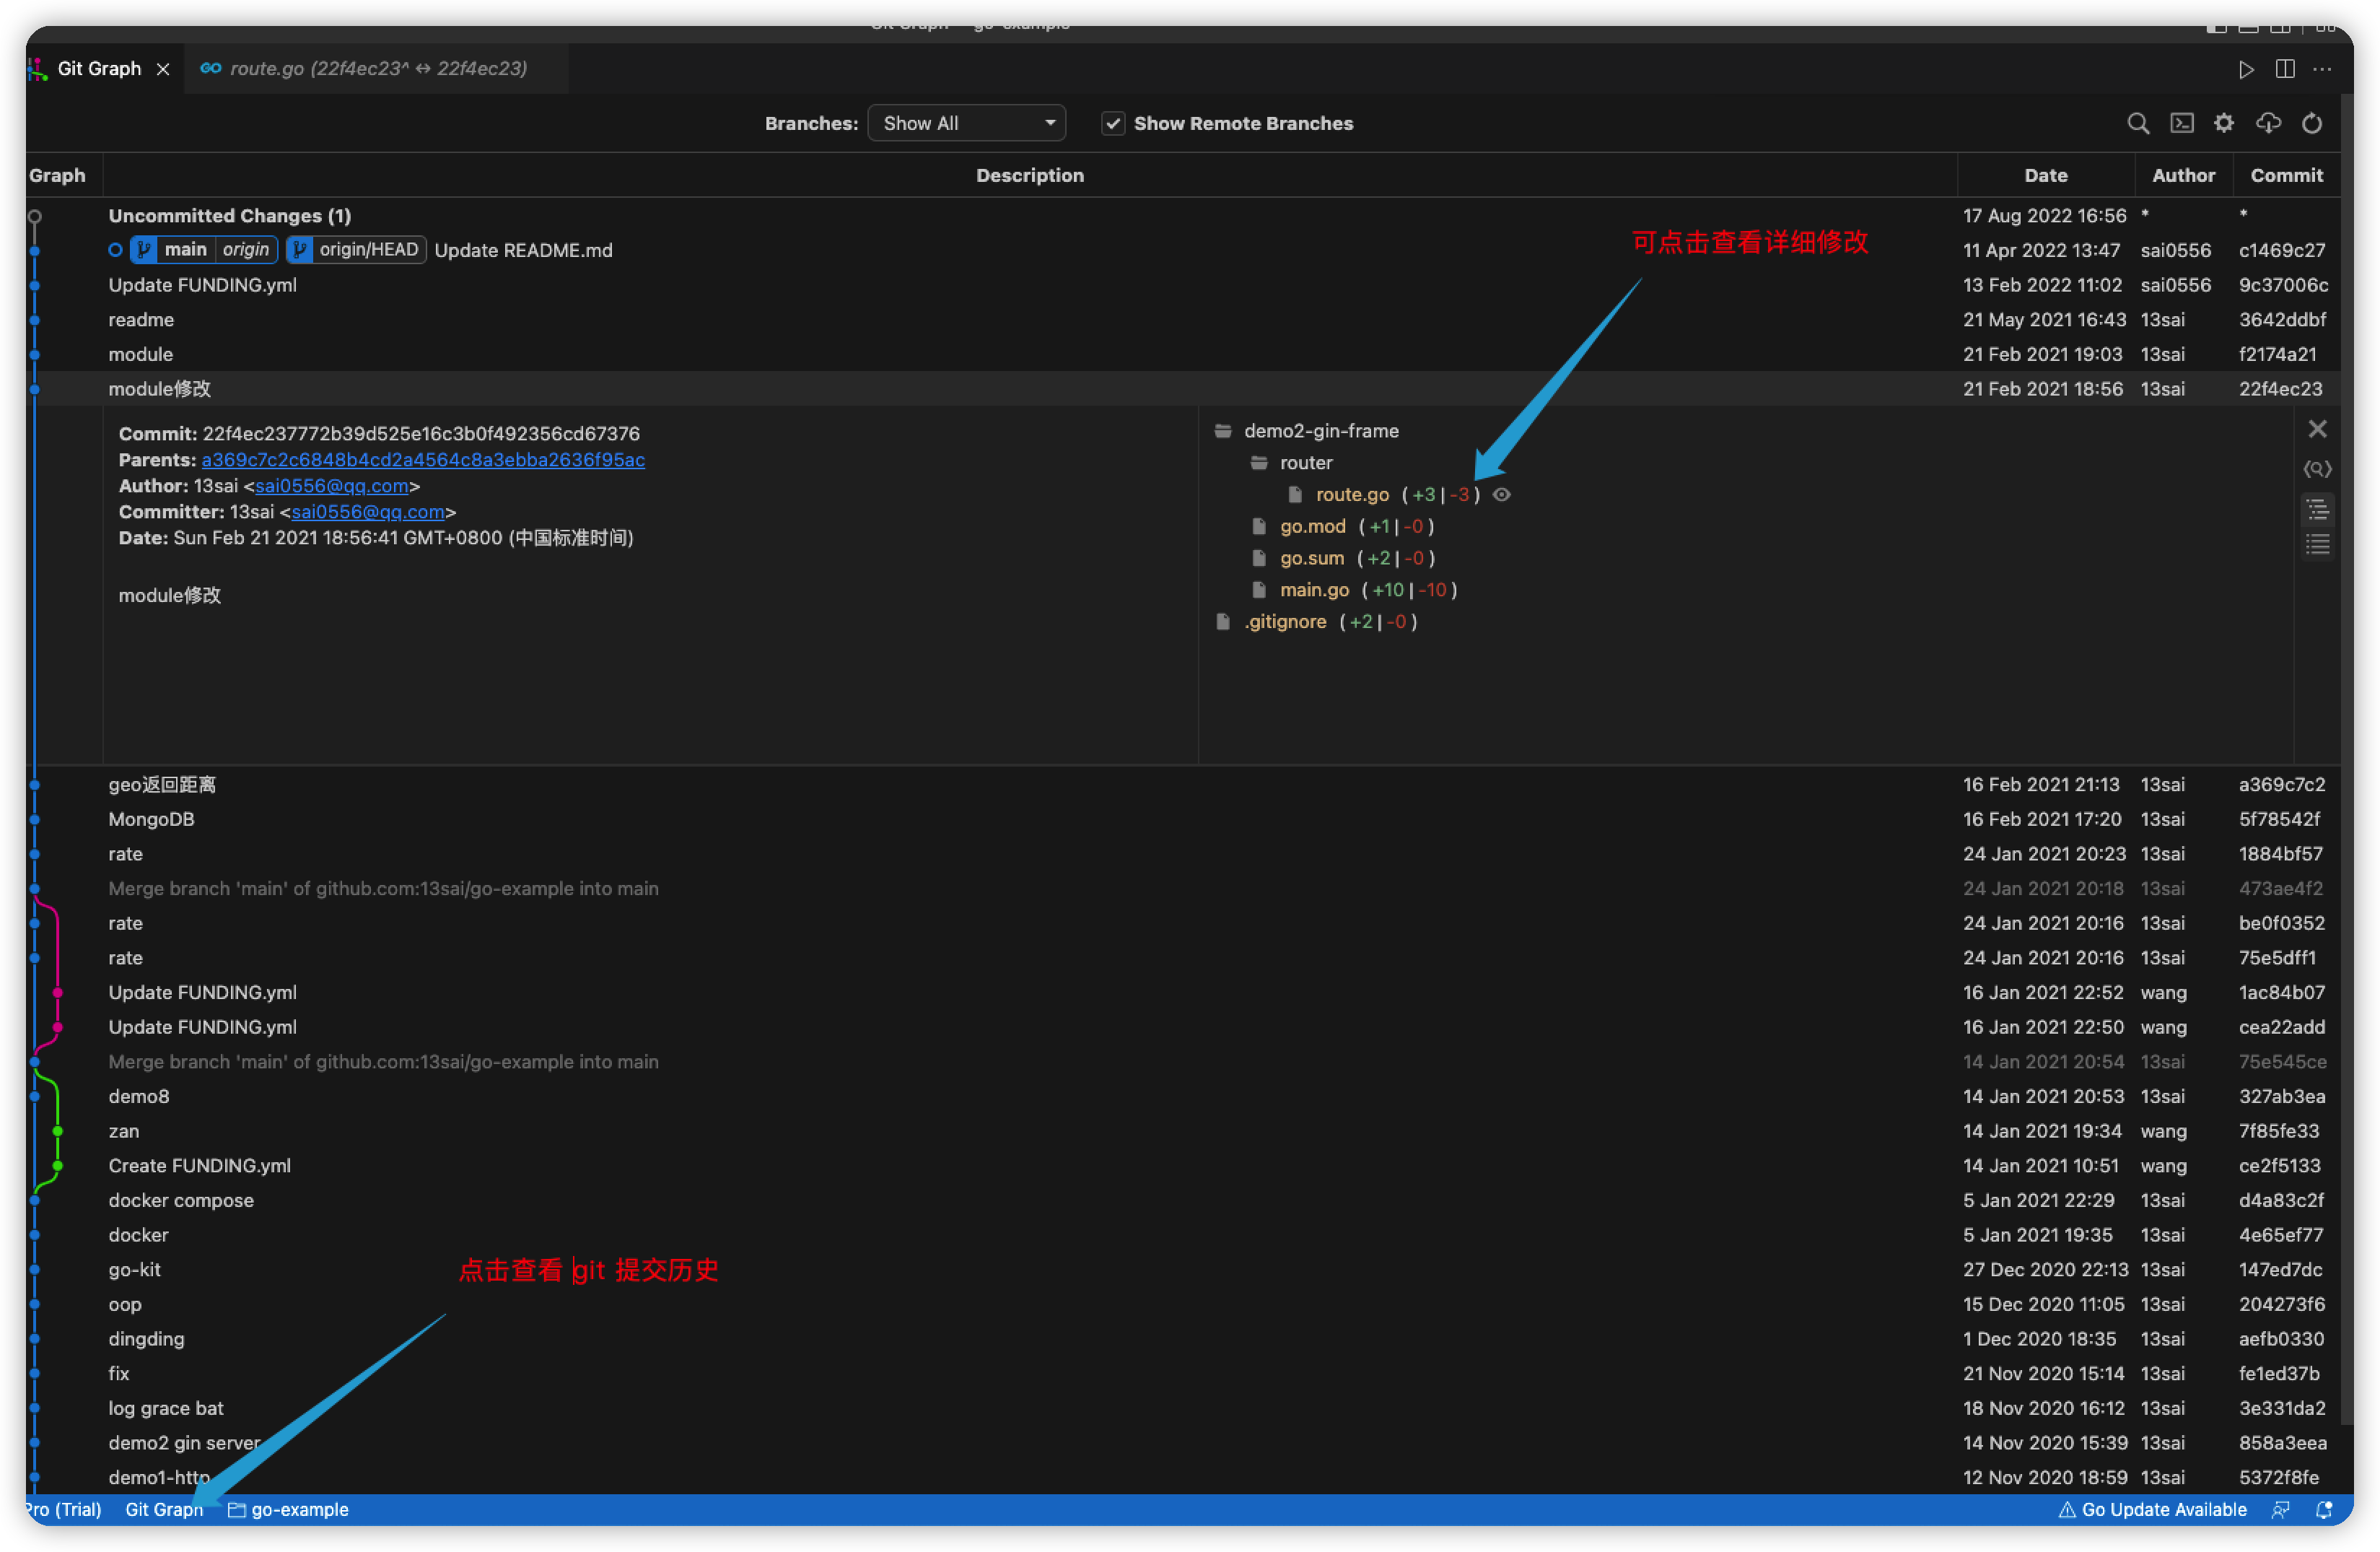 Git Graph — go-example
Git Graph
route.go (22f4ec23^ ↔ 22f4ec23)
Branches: Show All Show Remote Branches
Graph Description Date Author Commit
Uncommitted Changes (1) 17 Aug 2022 16:56 * *
main origin origin/HEAD Update README.md 11 Apr 2022 13:47 sai0556 c1469c27
可点击查看详细修改
Update FUNDING.yml 13 Feb 2022 11:02 sai0556 9c37006c
readme 21 May 2021 16:43 13sai 3642ddbf
module 21 Feb 2021 19:03 13sai f2174a21
module修改 21 Feb 2021 18:56 13sai 22f4ec23
Commit: 22f4ec237772b39d525e16c3b0f492356cd67376
Parents: a369c7c2c6848b4cd2a4564c8a3ebba2636f95ac
Author: 13sai <sai0556@qq.com>
Committer: 13sai <sai0556@qq.com>
Date: Sun Feb 21 2021 18:56:41 GMT+0800 (中国标准时间)
module修改
demo2-gin-frame
router
route.go (+3|-3)
go.mod (+1|-0)
go.sum (+2|-0)
main.go (+10|-10)
.gitignore (+2|-0)
geo返回距离 16 Feb 2021 21:13 13sai a369c7c2
MongoDB 16 Feb 2021 17:20 13sai 5f78542f
rate 24 Jan 2021 20:23 13sai 1884bf57
Merge branch 'main' of github.com:13sai/go-example into main 24 Jan 2021 20:18 13sai 473ae4f2
rate 24 Jan 2021 20:16 13sai be0f0352
rate 24 Jan 2021 20:16 13sai 75e5dff1
Update FUNDING.yml 16 Jan 2021 22:52 wang 1ac84b07
Update FUNDING.yml 16 Jan 2021 22:50 wang cea22add
Merge branch 'main' of github.com:13sai/go-example into main 14 Jan 2021 20:54 13sai 75e545ce
demo8 14 Jan 2021 20:53 13sai 327ab3ea
zan 14 Jan 2021 19:34 wang 7f85fe33
Create FUNDING.yml 14 Jan 2021 10:51 wang ce2f5133
docker compose 5 Jan 2021 22:29 13sai d4a83c2f
docker 5 Jan 2021 19:35 13sai 4e65ef77
点击查看 git 提交历史
go-kit 27 Dec 2020 22:13 13sai 147ed7dc
oop 15 Dec 2020 11:05 13sai 204273f6
dingding 1 Dec 2020 18:35 13sai aefb0330
fix 21 Nov 2020 15:14 13sai fe1ed37b
log grace bat 18 Nov 2020 16:12 13sai 3e331da2
demo2 gin server 14 Nov 2020 15:39 13sai 858a3eea
demo1-http 12 Nov 2020 18:59 13sai 5372f8fe
Pro (Trial) Git Graph go-example Go Update Available